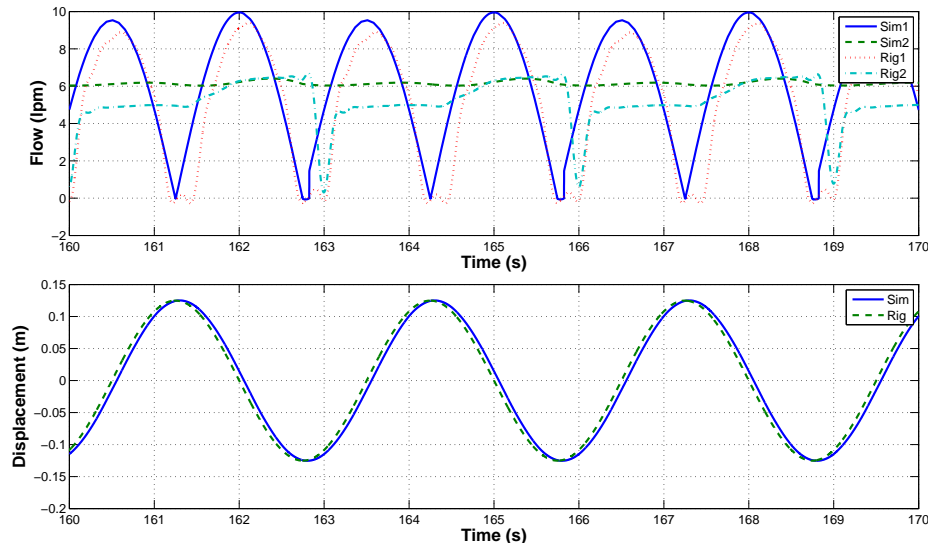 10
8
6
4
2
0
−2
Flow (lpm)
160 161 162 163 164 165 166 167 168 169 170
Time (s)
Sim1
Sim2
Rig1
Rig2
0.15
0.1
0.05
0
−0.05
−0.1
−0.15
−0.2
Displacement (m)
160 161 162 163 164 165 166 167 168 169 170
Time (s)
Sim
Rig